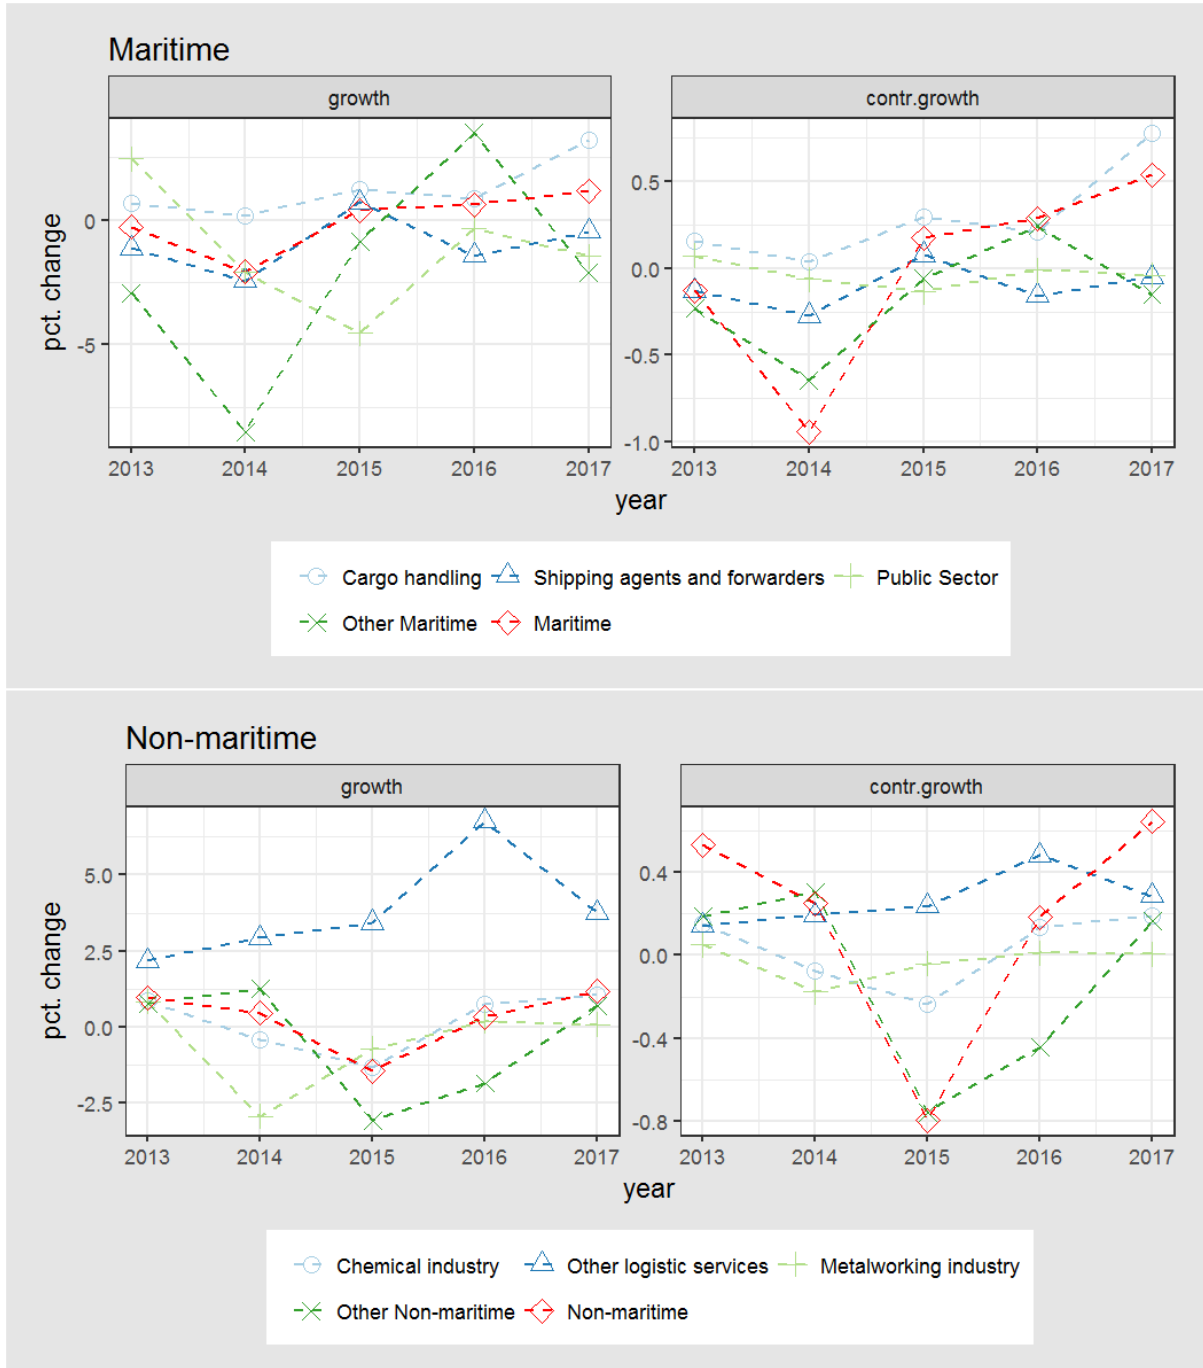 Maritime
growth
contr.growth
pct. change
0
-5
0.5
0.0
-0.5
-1.0
2013 2014 2015 2016 2017
2013 2014 2015 2016 2017
year
Cargo handling Shipping agents and forwarders Public Sector
Other Maritime Maritime
Non-maritime
growth
contr.growth
pct. change
5.0
2.5
0.0
-2.5
0.4
0.0
-0.4
-0.8
2013 2014 2015 2016 2017
2013 2014 2015 2016 2017
year
Chemical industry Other logistic services Metalworking industry
Other Non-maritime Non-maritime